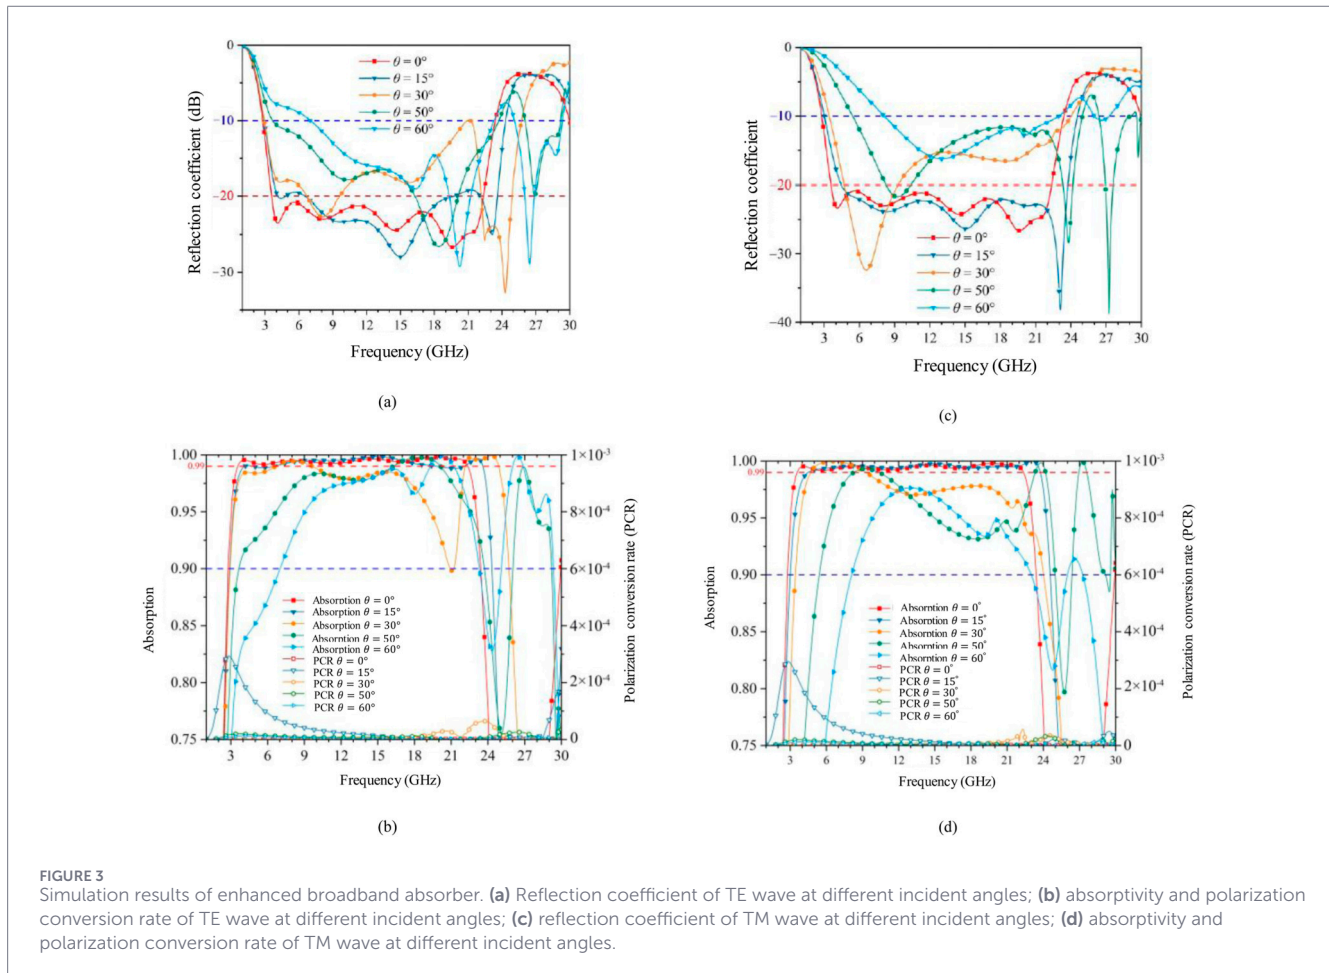 0
-10
-20
-30
Reflection coefficient (dB)
θ = 0°
θ = 15°
θ = 30°
θ = 50°
θ = 60°
3 6 9 12 15 18 21 24 27 30
Frequency (GHz)
(a)
0
-10
-20
-30
-40
Reflection coefficient
θ = 0°
θ = 15°
θ = 30°
θ = 50°
θ = 60°
3 6 9 12 15 18 21 24 27 30
Frequency (GHz)
(c)
1.00
0.99
0.95
0.90
0.85
0.80
0.75
Absorption
Absorption θ = 0°
Absorption θ = 15°
Absorption θ = 30°
Absorption θ = 50°
Absorption θ = 60°
PCR θ = 0°
PCR θ = 15°
PCR θ = 30°
PCR θ = 50°
PCR θ = 60°
1×10⁻³
8×10⁻⁴
6×10⁻⁴
4×10⁻⁴
2×10⁻⁴
0
Polarization conversion rate (PCR)
3 6 9 12 15 18 21 24 27 30
Frequency (GHz)
(b)
1.00
0.99
0.95
0.90
0.85
0.80
0.75
Absorption
Absorption θ = 0°
Absorption θ = 15°
Absorption θ = 30°
Absorption θ = 50°
Absorption θ = 60°
PCR θ = 0°
PCR θ = 15°
PCR θ = 30°
PCR θ = 50°
PCR θ = 60°
1×10⁻³
8×10⁻⁴
6×10⁻⁴
4×10⁻⁴
2×10⁻⁴
0
Polarization conversion rate (PCR)
3 6 9 12 15 18 21 24 27 30
Frequency (GHz)
(d)
FIGURE 3
Simulation results of enhanced broadband absorber. (a) Reflection coefficient of TE wave at different incident angles; (b) absorptivity and polarization
conversion rate of TE wave at different incident angles; (c) reflection coefficient of TM wave at different incident angles; (d) absorptivity and
polarization conversion rate of TM wave at different incident angles.